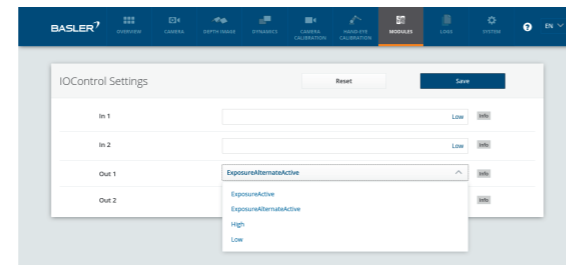 BASLER
OVERVIEW
CAMERA
DEPTH IMAGE
DYNAMICS
CAMERA
CALIBRATION
HAND-EYE
CALIBRATION
MODULES
LOGS
SYSTEM
?
EN
IOControl Settings
Reset
Save
In 1
Low
Info
In 2
Low
Info
Out 1
ExposureAlternateActive
Info
Out 2
Info
ExposureActive
ExposureAlternateActive
High
Low